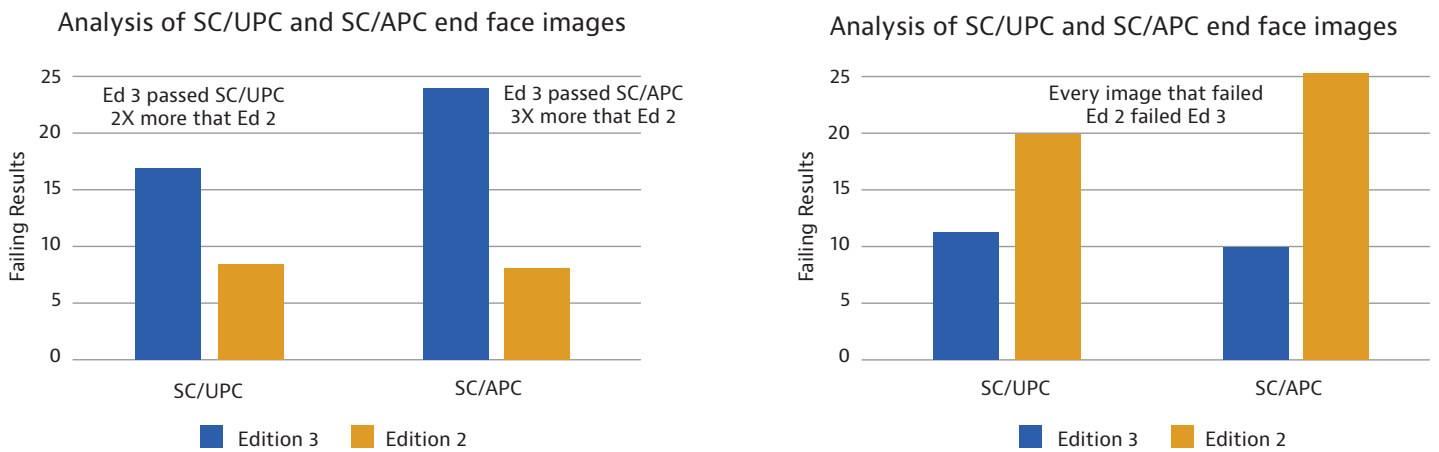 Analysis of SC/UPC and SC/APC end face images
25
20
15
10
5
0
Failing Results
Ed 3 passed SC/UPC
2X more that Ed 2
Ed 3 passed SC/APC
3X more that Ed 2
SC/UPC
SC/APC
Edition 3
Edition 2
Analysis of SC/UPC and SC/APC end face images
25
20
15
10
5
0
Failing Results
Every image that failed
Ed 2 failed Ed 3
SC/UPC
SC/APC
Edition 3
Edition 2